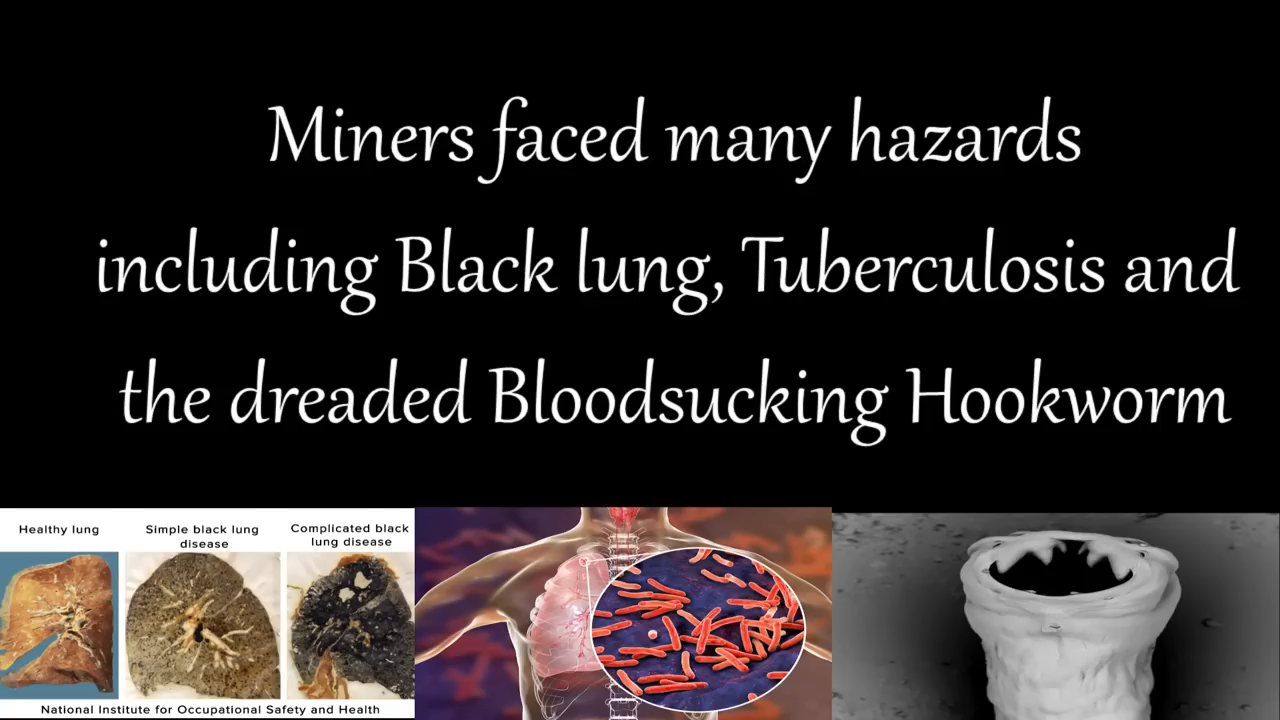 Miners faced many hazards
including Black lung, Tuberculosis and
the dreaded Bloodsucking Hookworm
Healthy lung
Simple black lung
disease
Complicated black
lung disease
National Institute for Occupational Safety and Health